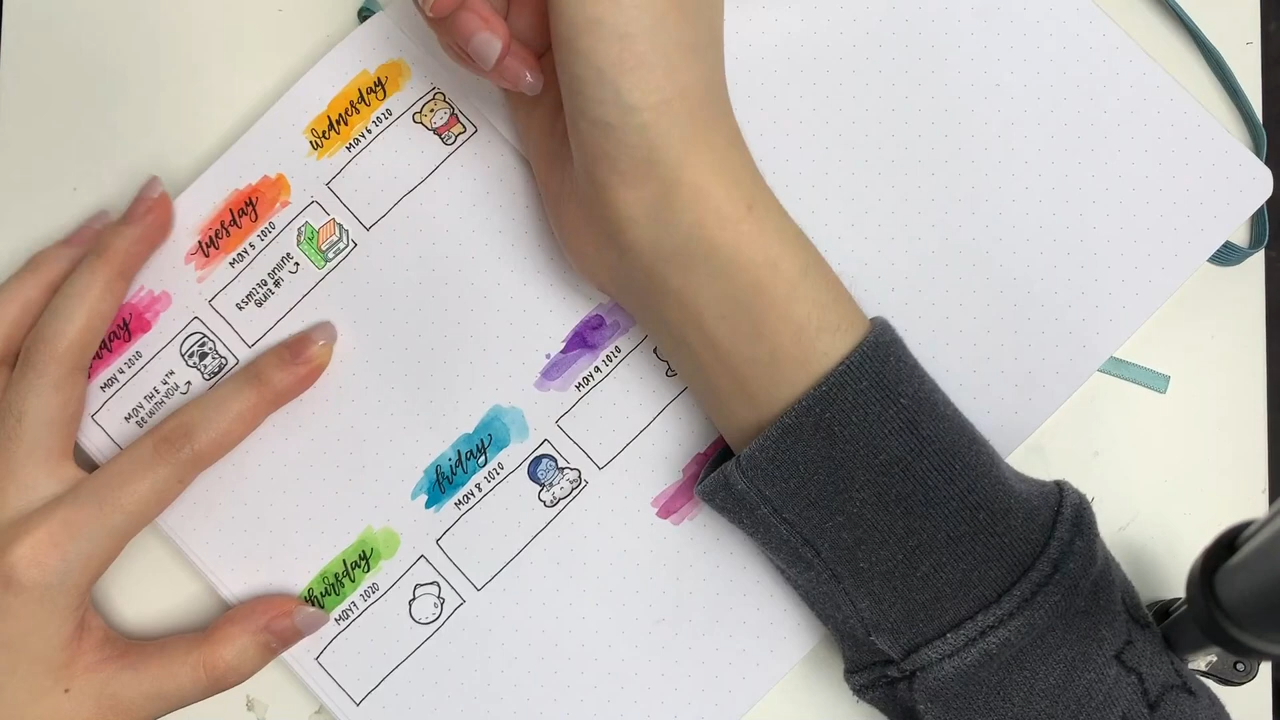 MAY 4 2020
MAY THE 4TH
BE WITH YOU
tuesday
MAY 5 2020
RSM270 ONLINE
QUIZ #1
wednesday
MAY 6 2020
thursday
MAY 7 2020
friday
MAY 8 2020
MAY 9 2020